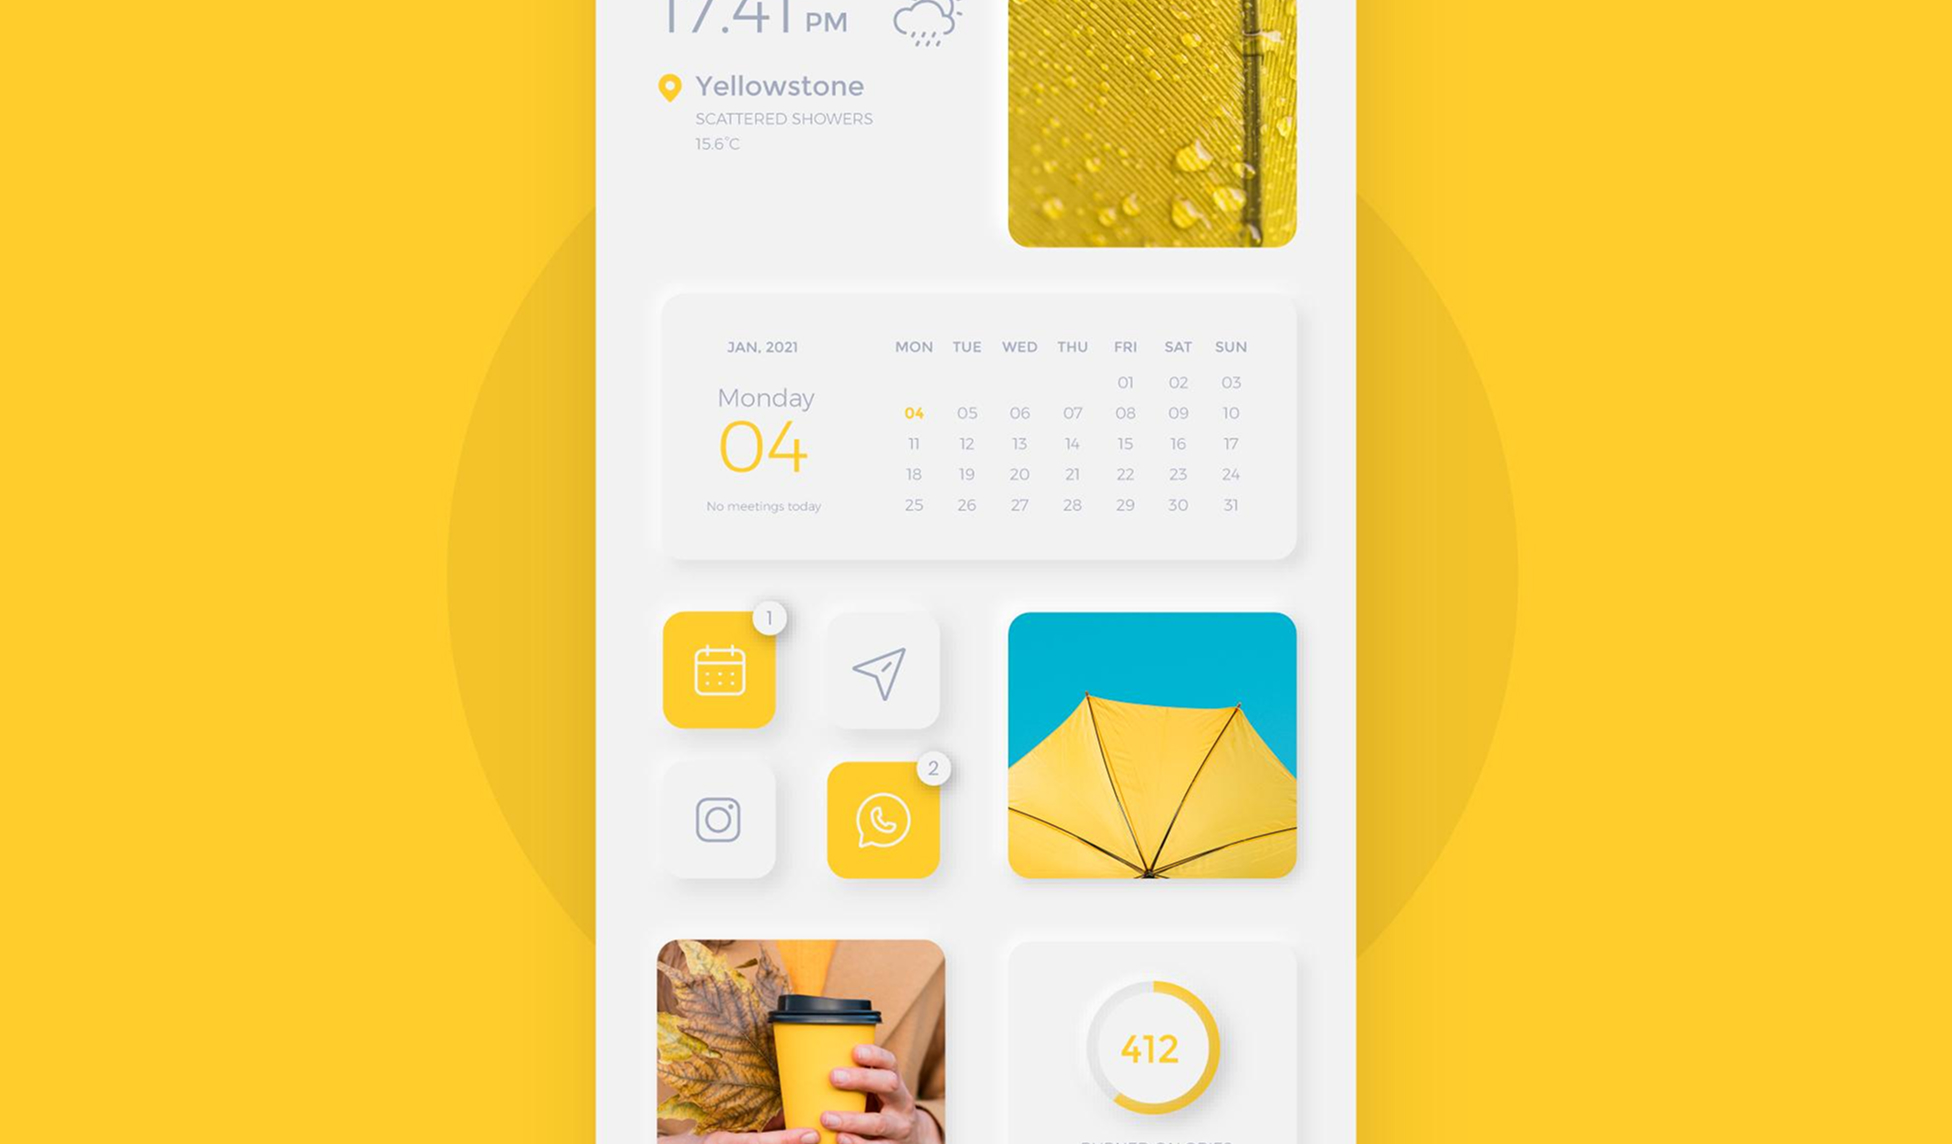 17.41 PM
Yellowstone
SCATTERED SHOWERS
15.6°C
JAN, 2021
Monday
04
No meetings today
MON TUE WED THU FRI SAT SUN
01 02 03
04 05 06 07 08 09 10
11 12 13 14 15 16 17
18 19 20 21 22 23 24
25 26 27 28 29 30 31
1
2
412